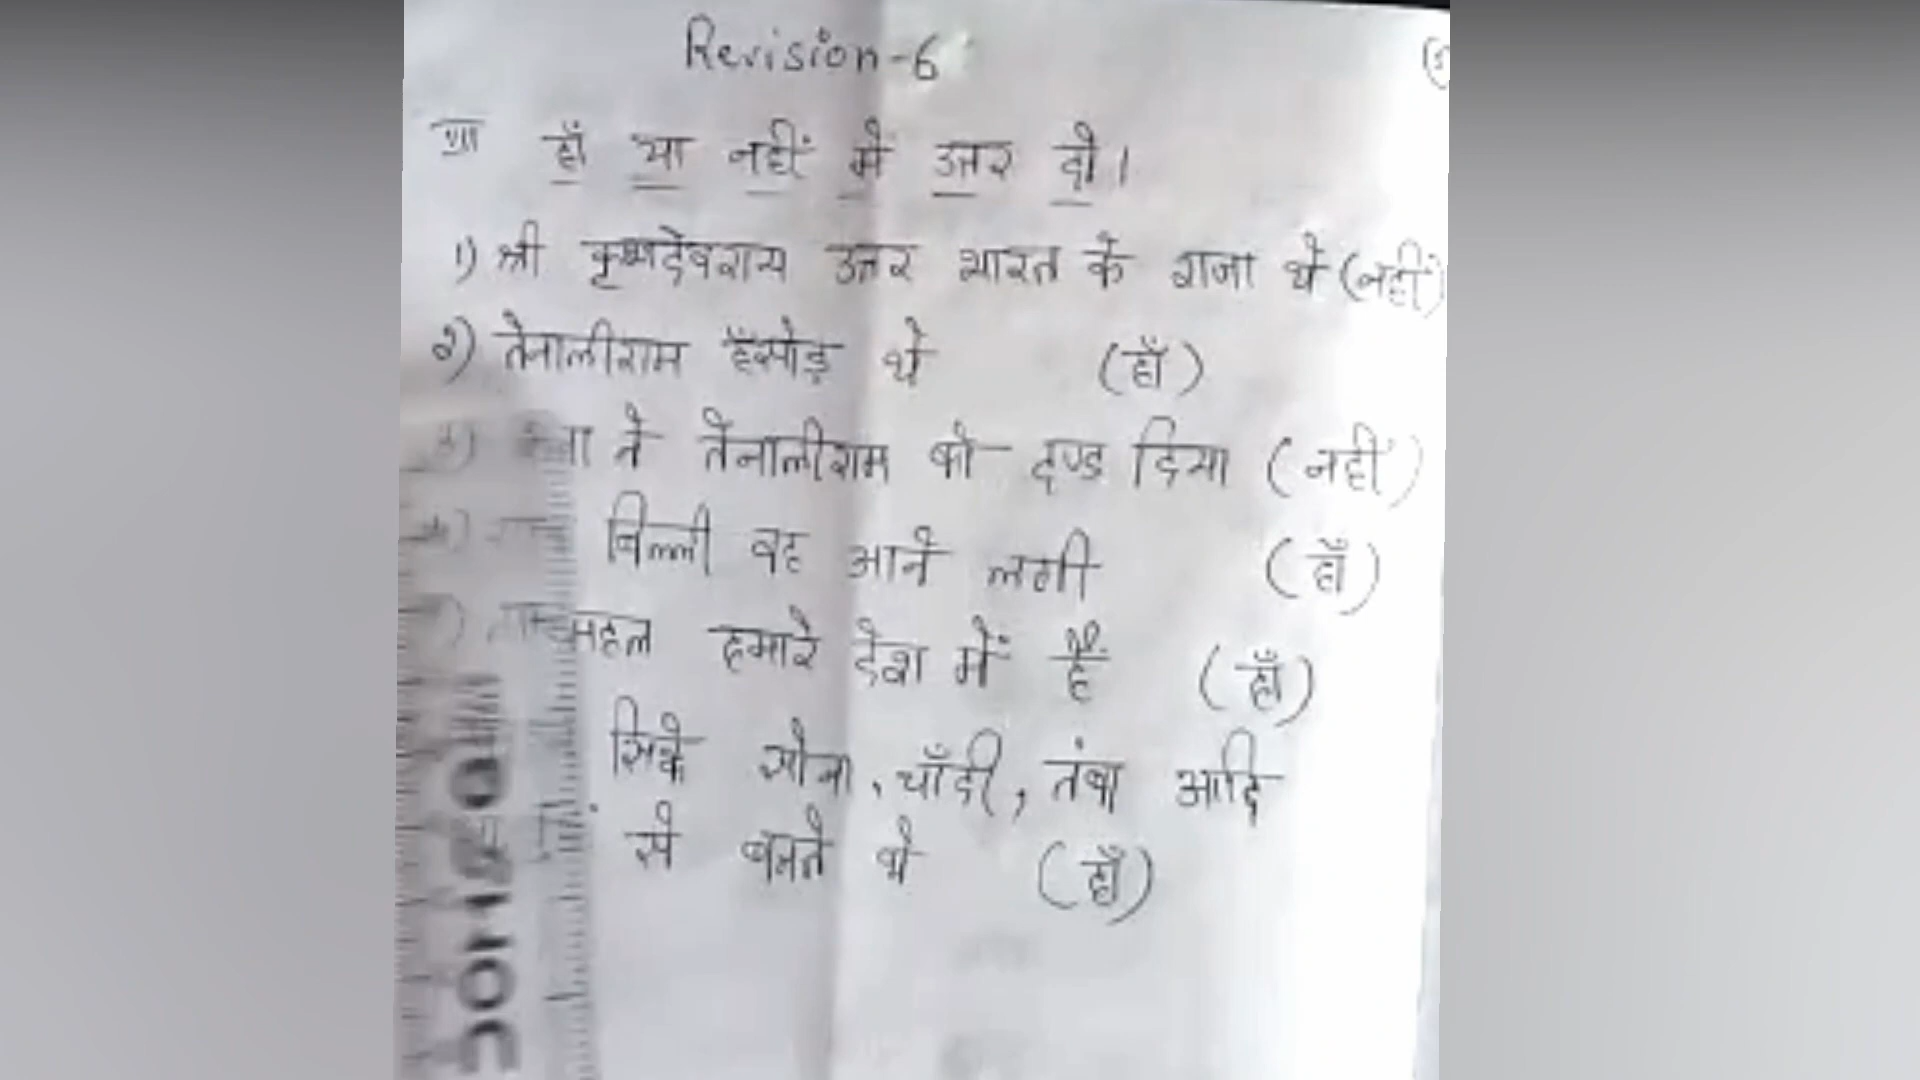 Revision-6
हाँ या नहीं में उत्तर दो।
1) श्री कृष्णदेवराय उत्तर भारत के राजा थे (नहीं)
2) तेनालीराम हँसोड़ थे (हाँ)
ने तेनालीराम को दण्ड दिया (नहीं)
बिल्ली वह आने लगी (हाँ)
महल हमारे देश में हैं (हाँ)
सिक्के सोना, चाँदी, तंबा आदि
से बनते थे (हाँ)